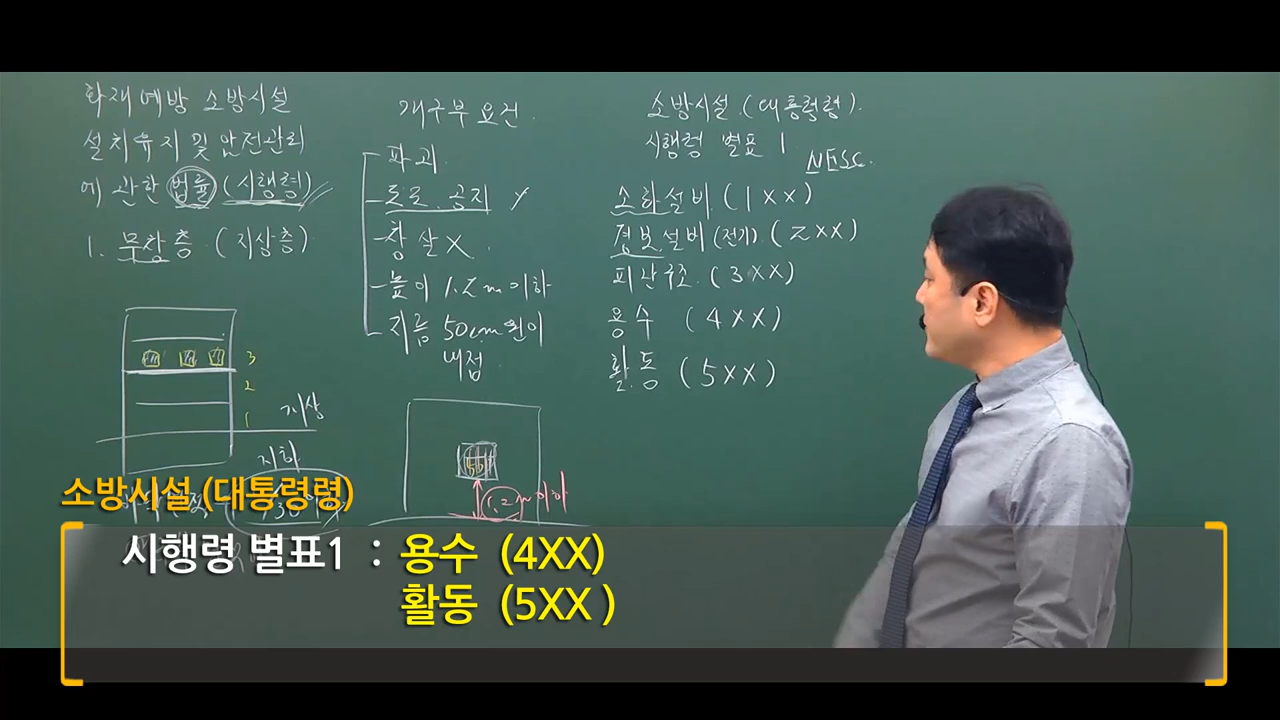 화재예방 소방시설
설치유지 및 안전관리
에 관한 법률 (시행령)
1. 무창층 (지상층)
3
2
1
지상
지하
개구부 요건.
파괴.
도로. 공지
창살 X.
높이 1.2m 이하
지름 50cm 원이
내접
50
1.2m 이하
소방시설. (대통령령).
시행령 별표 1
NFSC.
소화설비 (1XX)
경보설비 (전기) (2XX)
피난구조. (3XX)
용수 (4XX)
활동 (5XX)
소방시설 (대통령령)
시행령 별표1 : 용수 (4XX)
활동 (5XX )